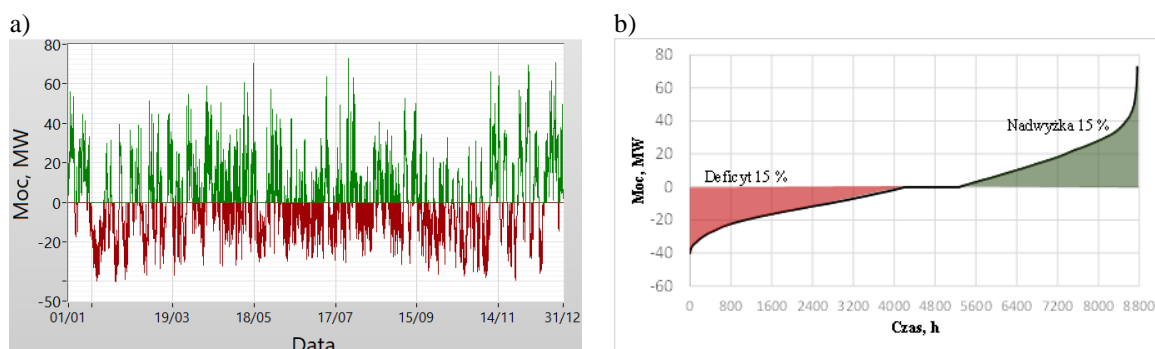 a)
80
60
40
20
0
-20
-50
Moc, MW
01/01
19/03
18/05
17/07
15/09
14/11
31/12
Data
b)
80
60
40
20
0
-20
-40
-60
Moc, MW
Nadwyżka 15 %
Deficyt 15 %
0 800 1600 2400 3200 4000 4800 5600 6400 7200 8000 8800
Czas, h